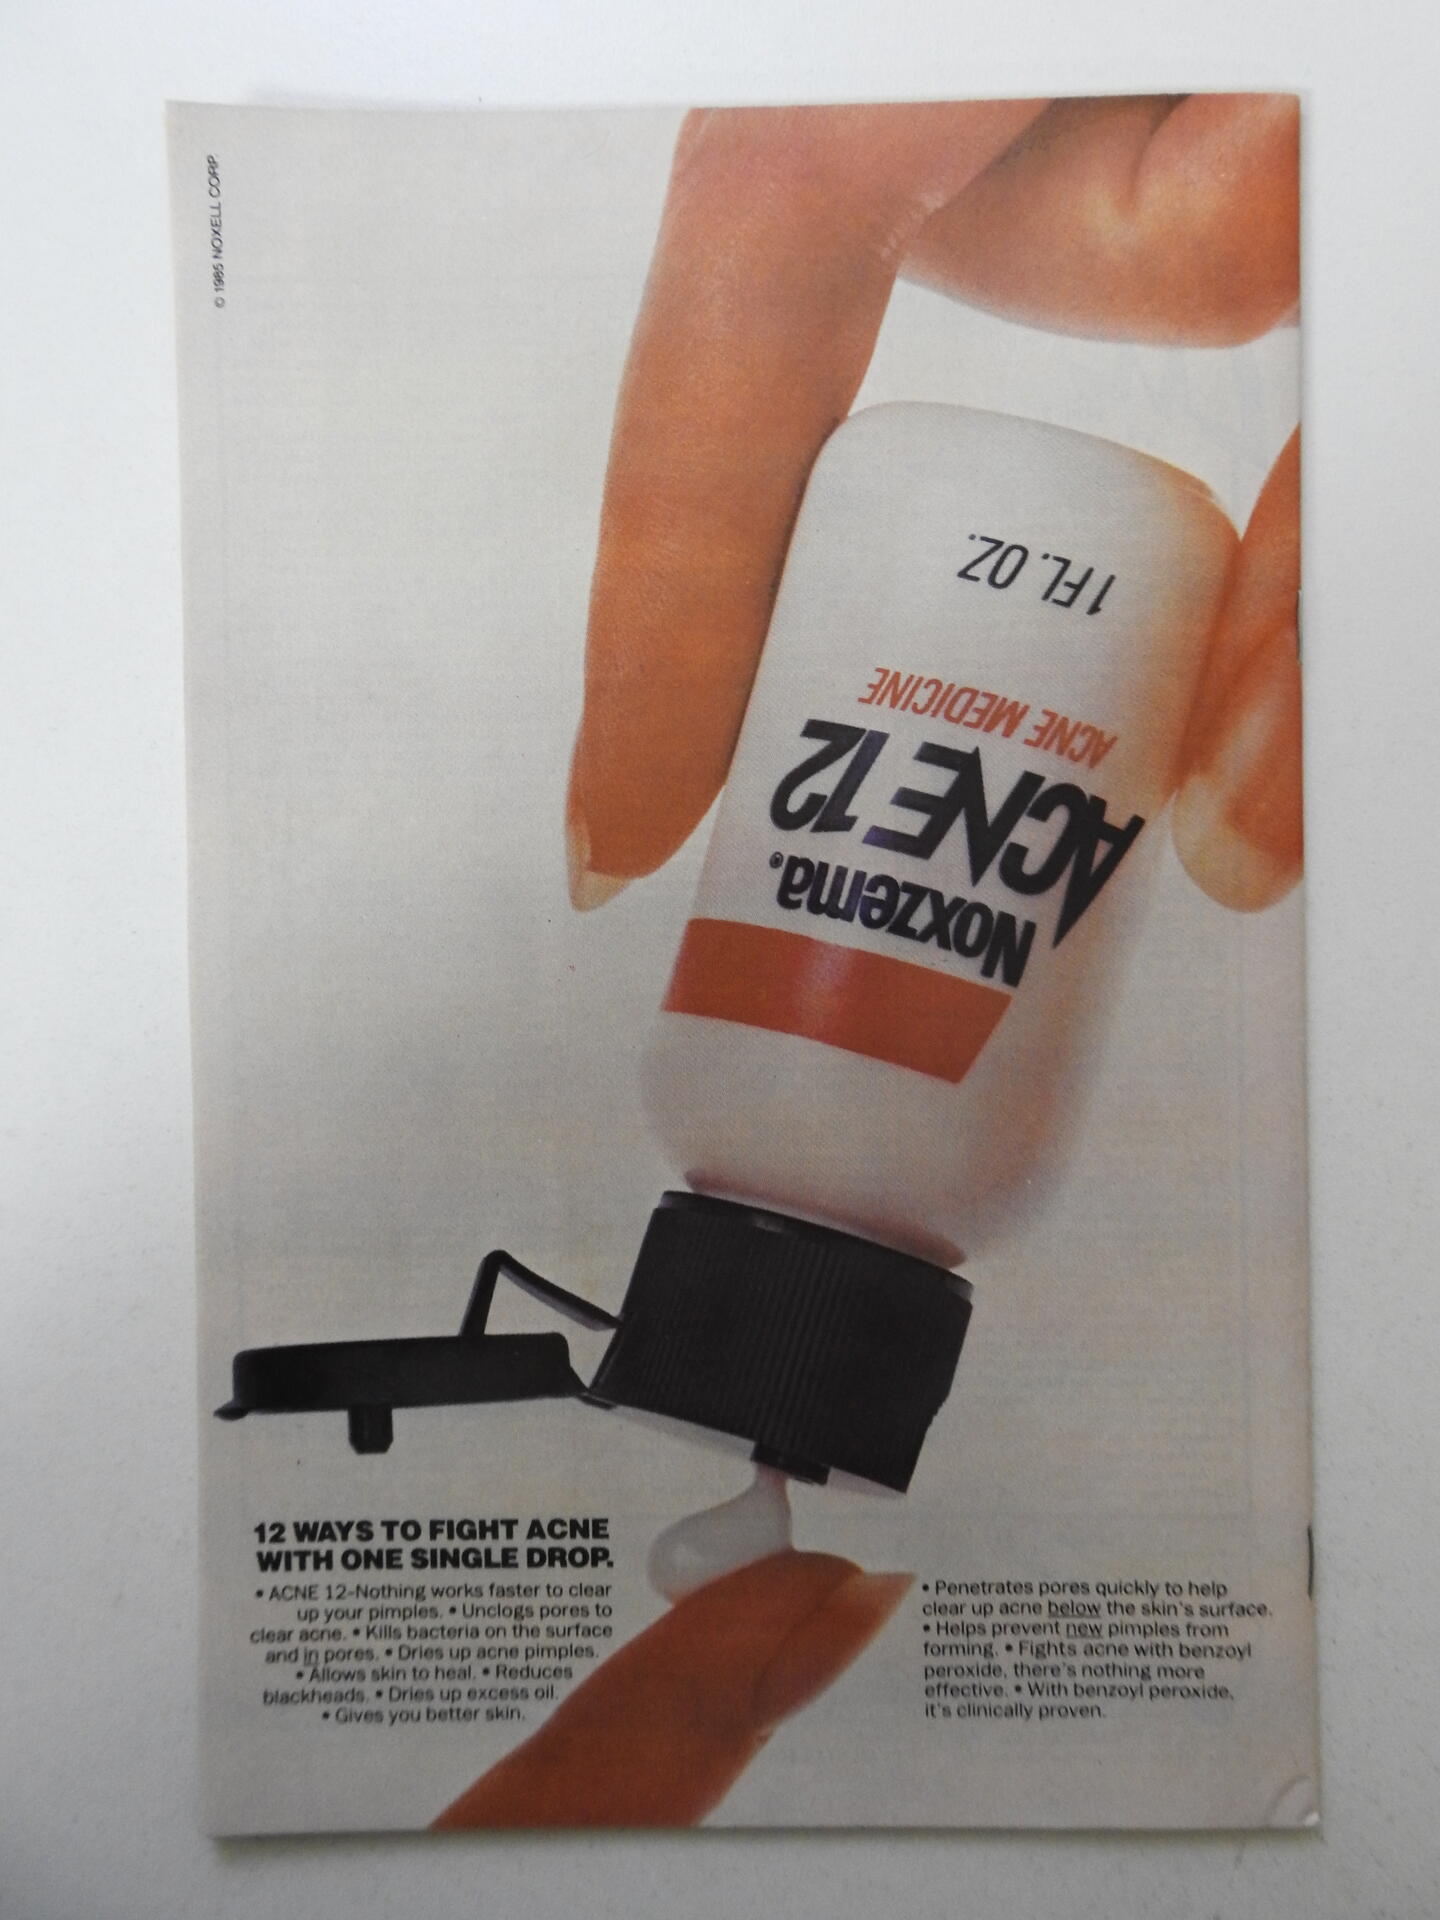 © 1985 NOXELL CORP.
1 FL. OZ.
ACNE MEDICINE
ACNE 12
Noxzema®
12 WAYS TO FIGHT ACNE
WITH ONE SINGLE DROP.
• ACNE 12–Nothing works faster to clear
up your pimples. • Unclogs pores to
clear acne. • Kills bacteria on the surface
and in pores. • Dries up acne pimples.
• Allows skin to heal. • Reduces
blackheads. • Dries up excess oil.
• Gives you better skin.
• Penetrates pores quickly to help
clear up acne below the skin's surface.
• Helps prevent new pimples from
forming. • Fights acne with benzoyl
peroxide, there's nothing more
effective. • With benzoyl peroxide,
it's clinically proven.